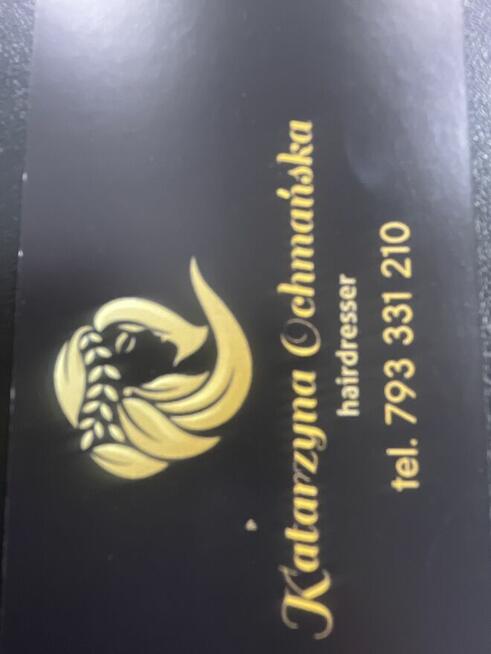 Katarzyna Ochmańska
hairdresser
tel. 793 331 210